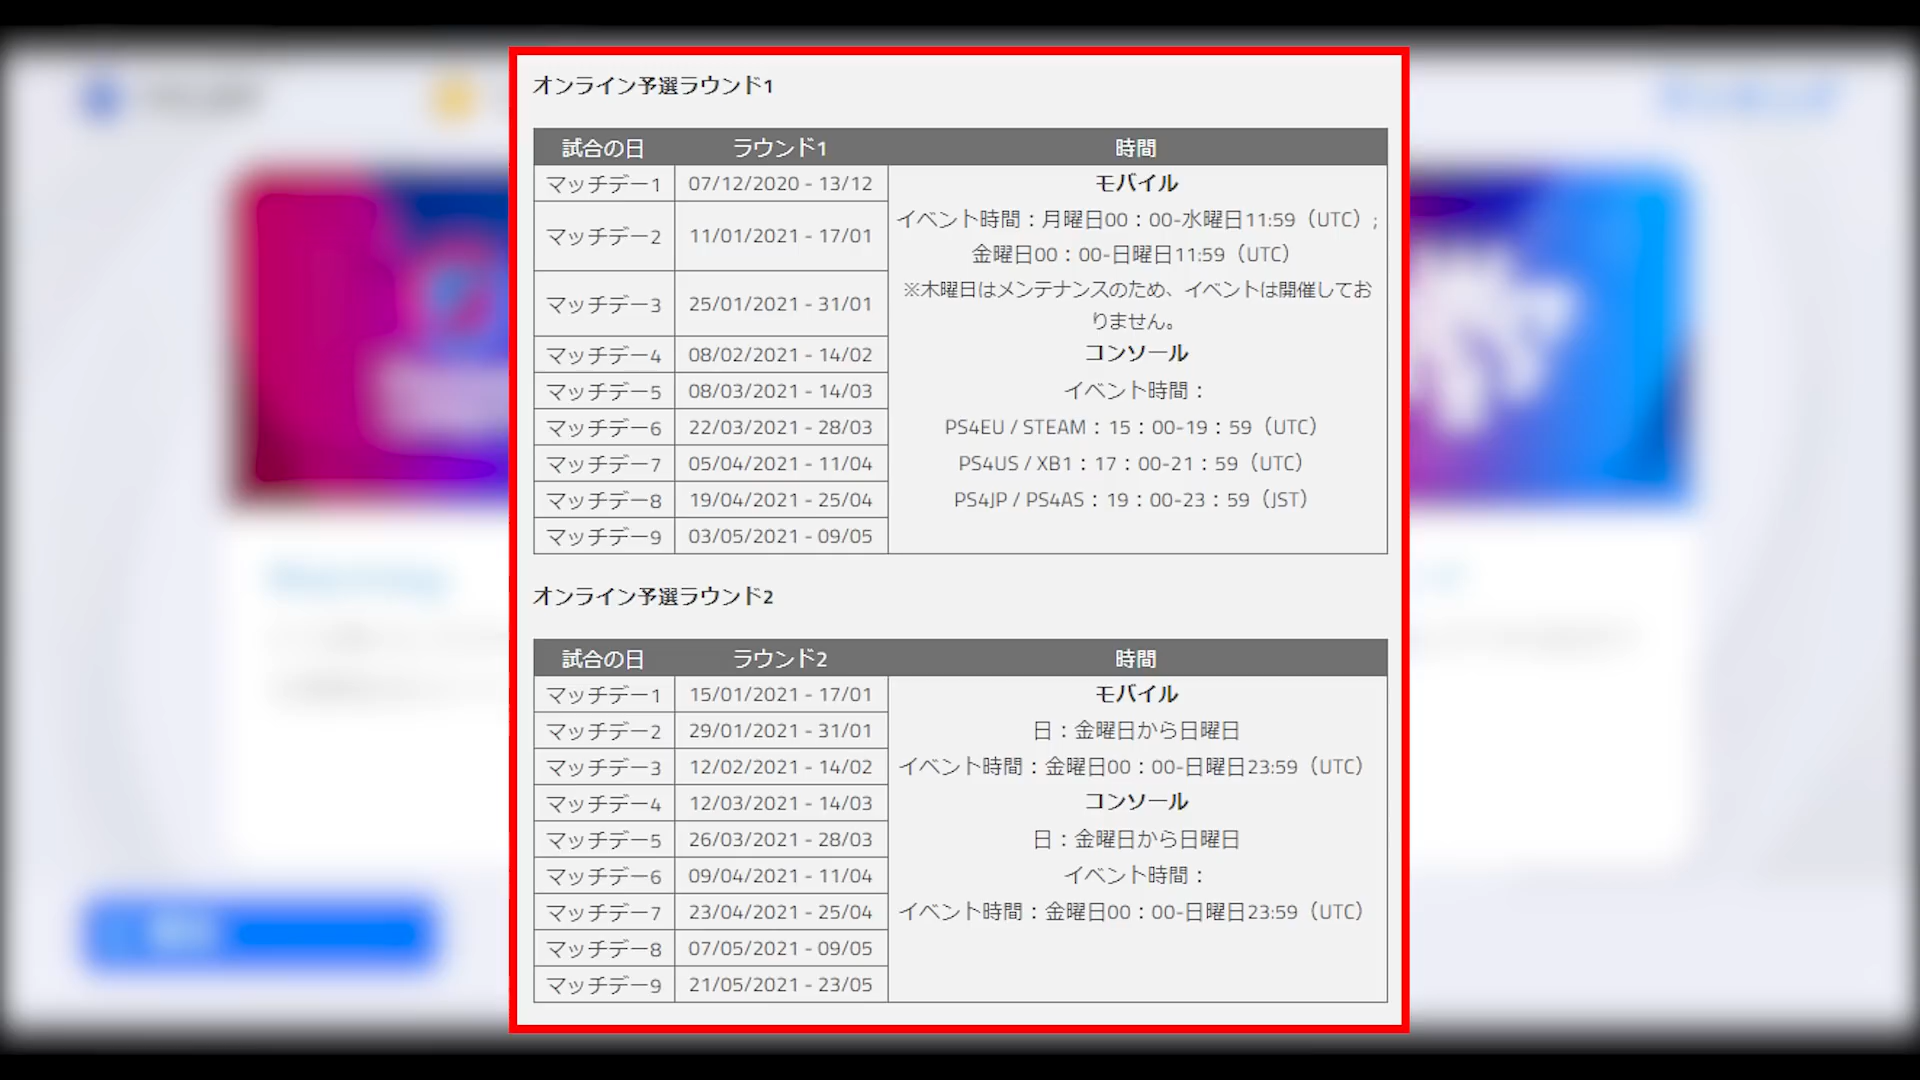 オンライン予選ラウンド1
試合の日 ラウンド1 時間
マッチデー1 07/12/2020 - 13/12 モバイル
マッチデー2 11/01/2021 - 17/01 イベント時間：月曜日00：00-水曜日11:59（UTC）;
金曜日00：00-日曜日11:59（UTC）
マッチデー3 25/01/2021 - 31/01 ※木曜日はメンテナンスのため、イベントは開催してお
りません。
マッチデー4 08/02/2021 - 14/02 コンソール
マッチデー5 08/03/2021 - 14/03 イベント時間：
マッチデー6 22/03/2021 - 28/03 PS4EU / STEAM：15：00-19：59（UTC）
マッチデー7 05/04/2021 - 11/04 PS4US / XB1：17：00-21：59（UTC）
マッチデー8 19/04/2021 - 25/04 PS4JP / PS4AS：19：00-23：59（JST）
マッチデー9 03/05/2021 - 09/05
オンライン予選ラウンド2
試合の日 ラウンド2 時間
マッチデー1 15/01/2021 - 17/01 モバイル
マッチデー2 29/01/2021 - 31/01 日：金曜日から日曜日
マッチデー3 12/02/2021 - 14/02 イベント時間：金曜日00：00-日曜日23:59（UTC）
マッチデー4 12/03/2021 - 14/03 コンソール
マッチデー5 26/03/2021 - 28/03 日：金曜日から日曜日
マッチデー6 09/04/2021 - 11/04 イベント時間：
マッチデー7 23/04/2021 - 25/04 イベント時間：金曜日00：00-日曜日23:59（UTC）
マッチデー8 07/05/2021 - 09/05
マッチデー9 21/05/2021 - 23/05